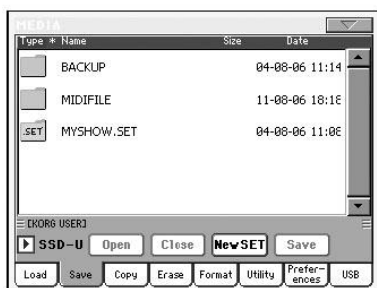 MEDIA
Type * Name Size Date
BACKUP 04-08-06 11:14
MIDIFILE 11-08-06 18:18
.SET MYSHOW.SET 04-08-06 11:08
[KORG USER]
SSD-U Open Close New SET Save
Load Save Copy Erase Format Utility Prefer-ences USB